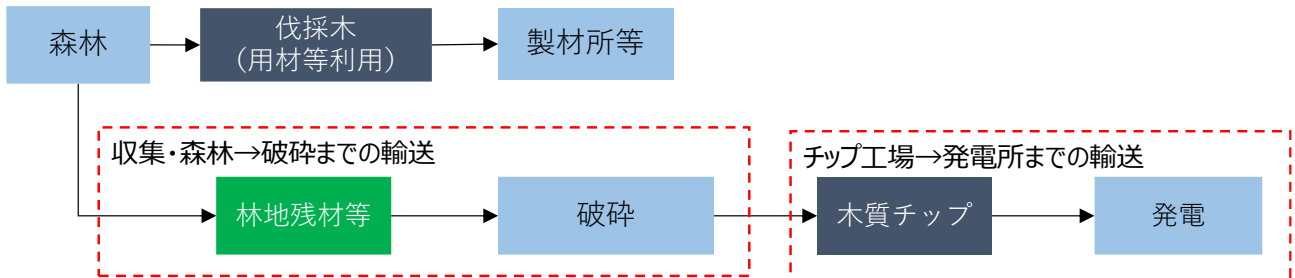 森林
伐採木
（用材等利用）
製材所等
収集・森林→破砕までの輸送
林地残材等
破砕
チップ工場→発電所までの輸送
木質チップ
発電